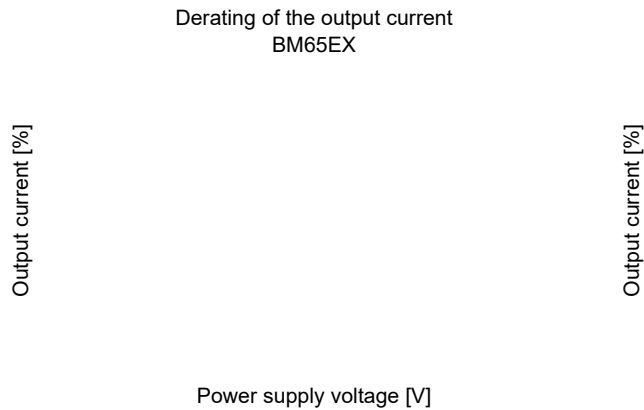 Derating of the output current
BM65EX
Output current [%]
Output current [%]
Power supply voltage [V]